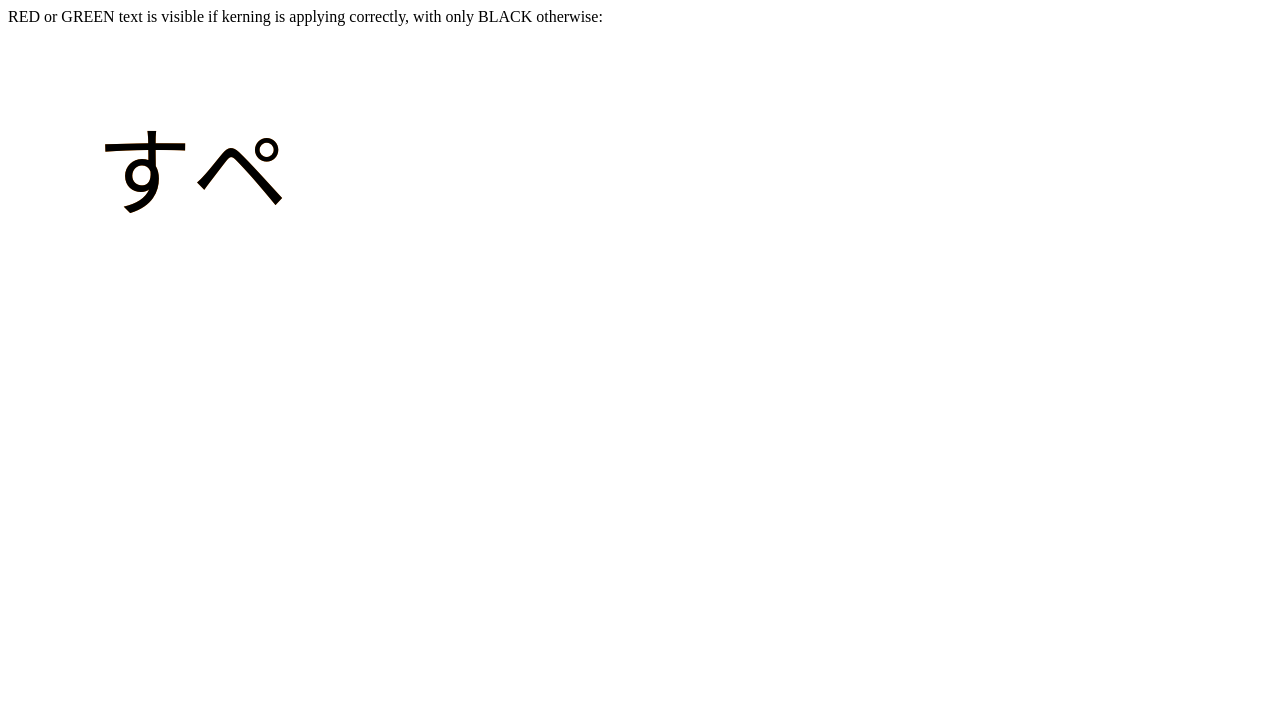 RED or GREEN text is visible if kerning is applying correctly, with only BLACK otherwise:
すぺ